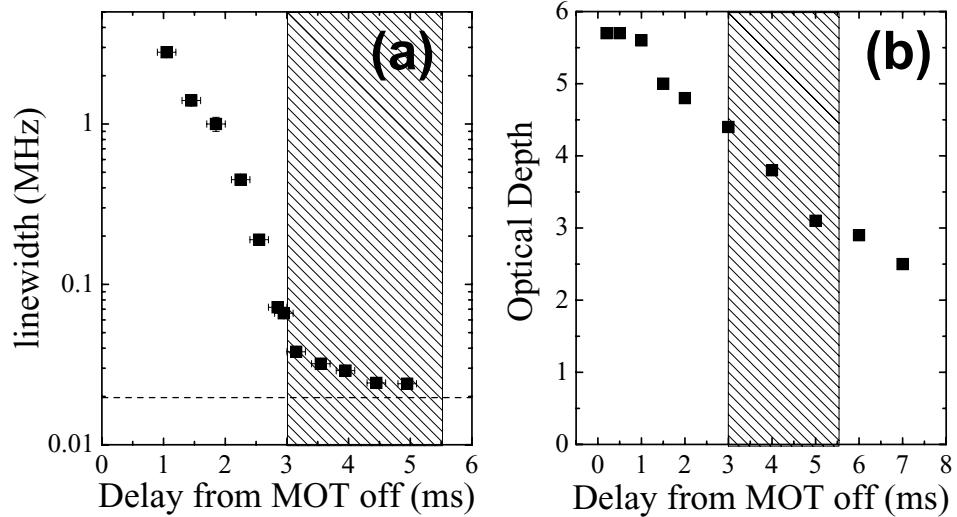 (a)
linewidth (MHz)
1
0.1
0.01
0 1 2 3 4 5 6
Delay from MOT off (ms)
(b)
Optical Depth
6
5
4
3
2
1
0
0 1 2 3 4 5 6 7 8
Delay from MOT off (ms)